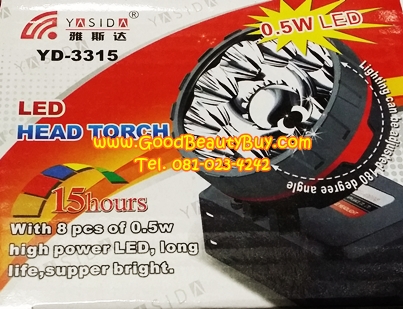 YASIDA®
雅斯达
YD-3315
0.5W LED
LED
HEAD TORCH
www.GoodBeautyBuy.com
Tel. 081-023-4242
Lighting can be adjusted
180 degree angle
15hours
With 8 pcs of 0.5w
high power LED, long
life,supper bright.